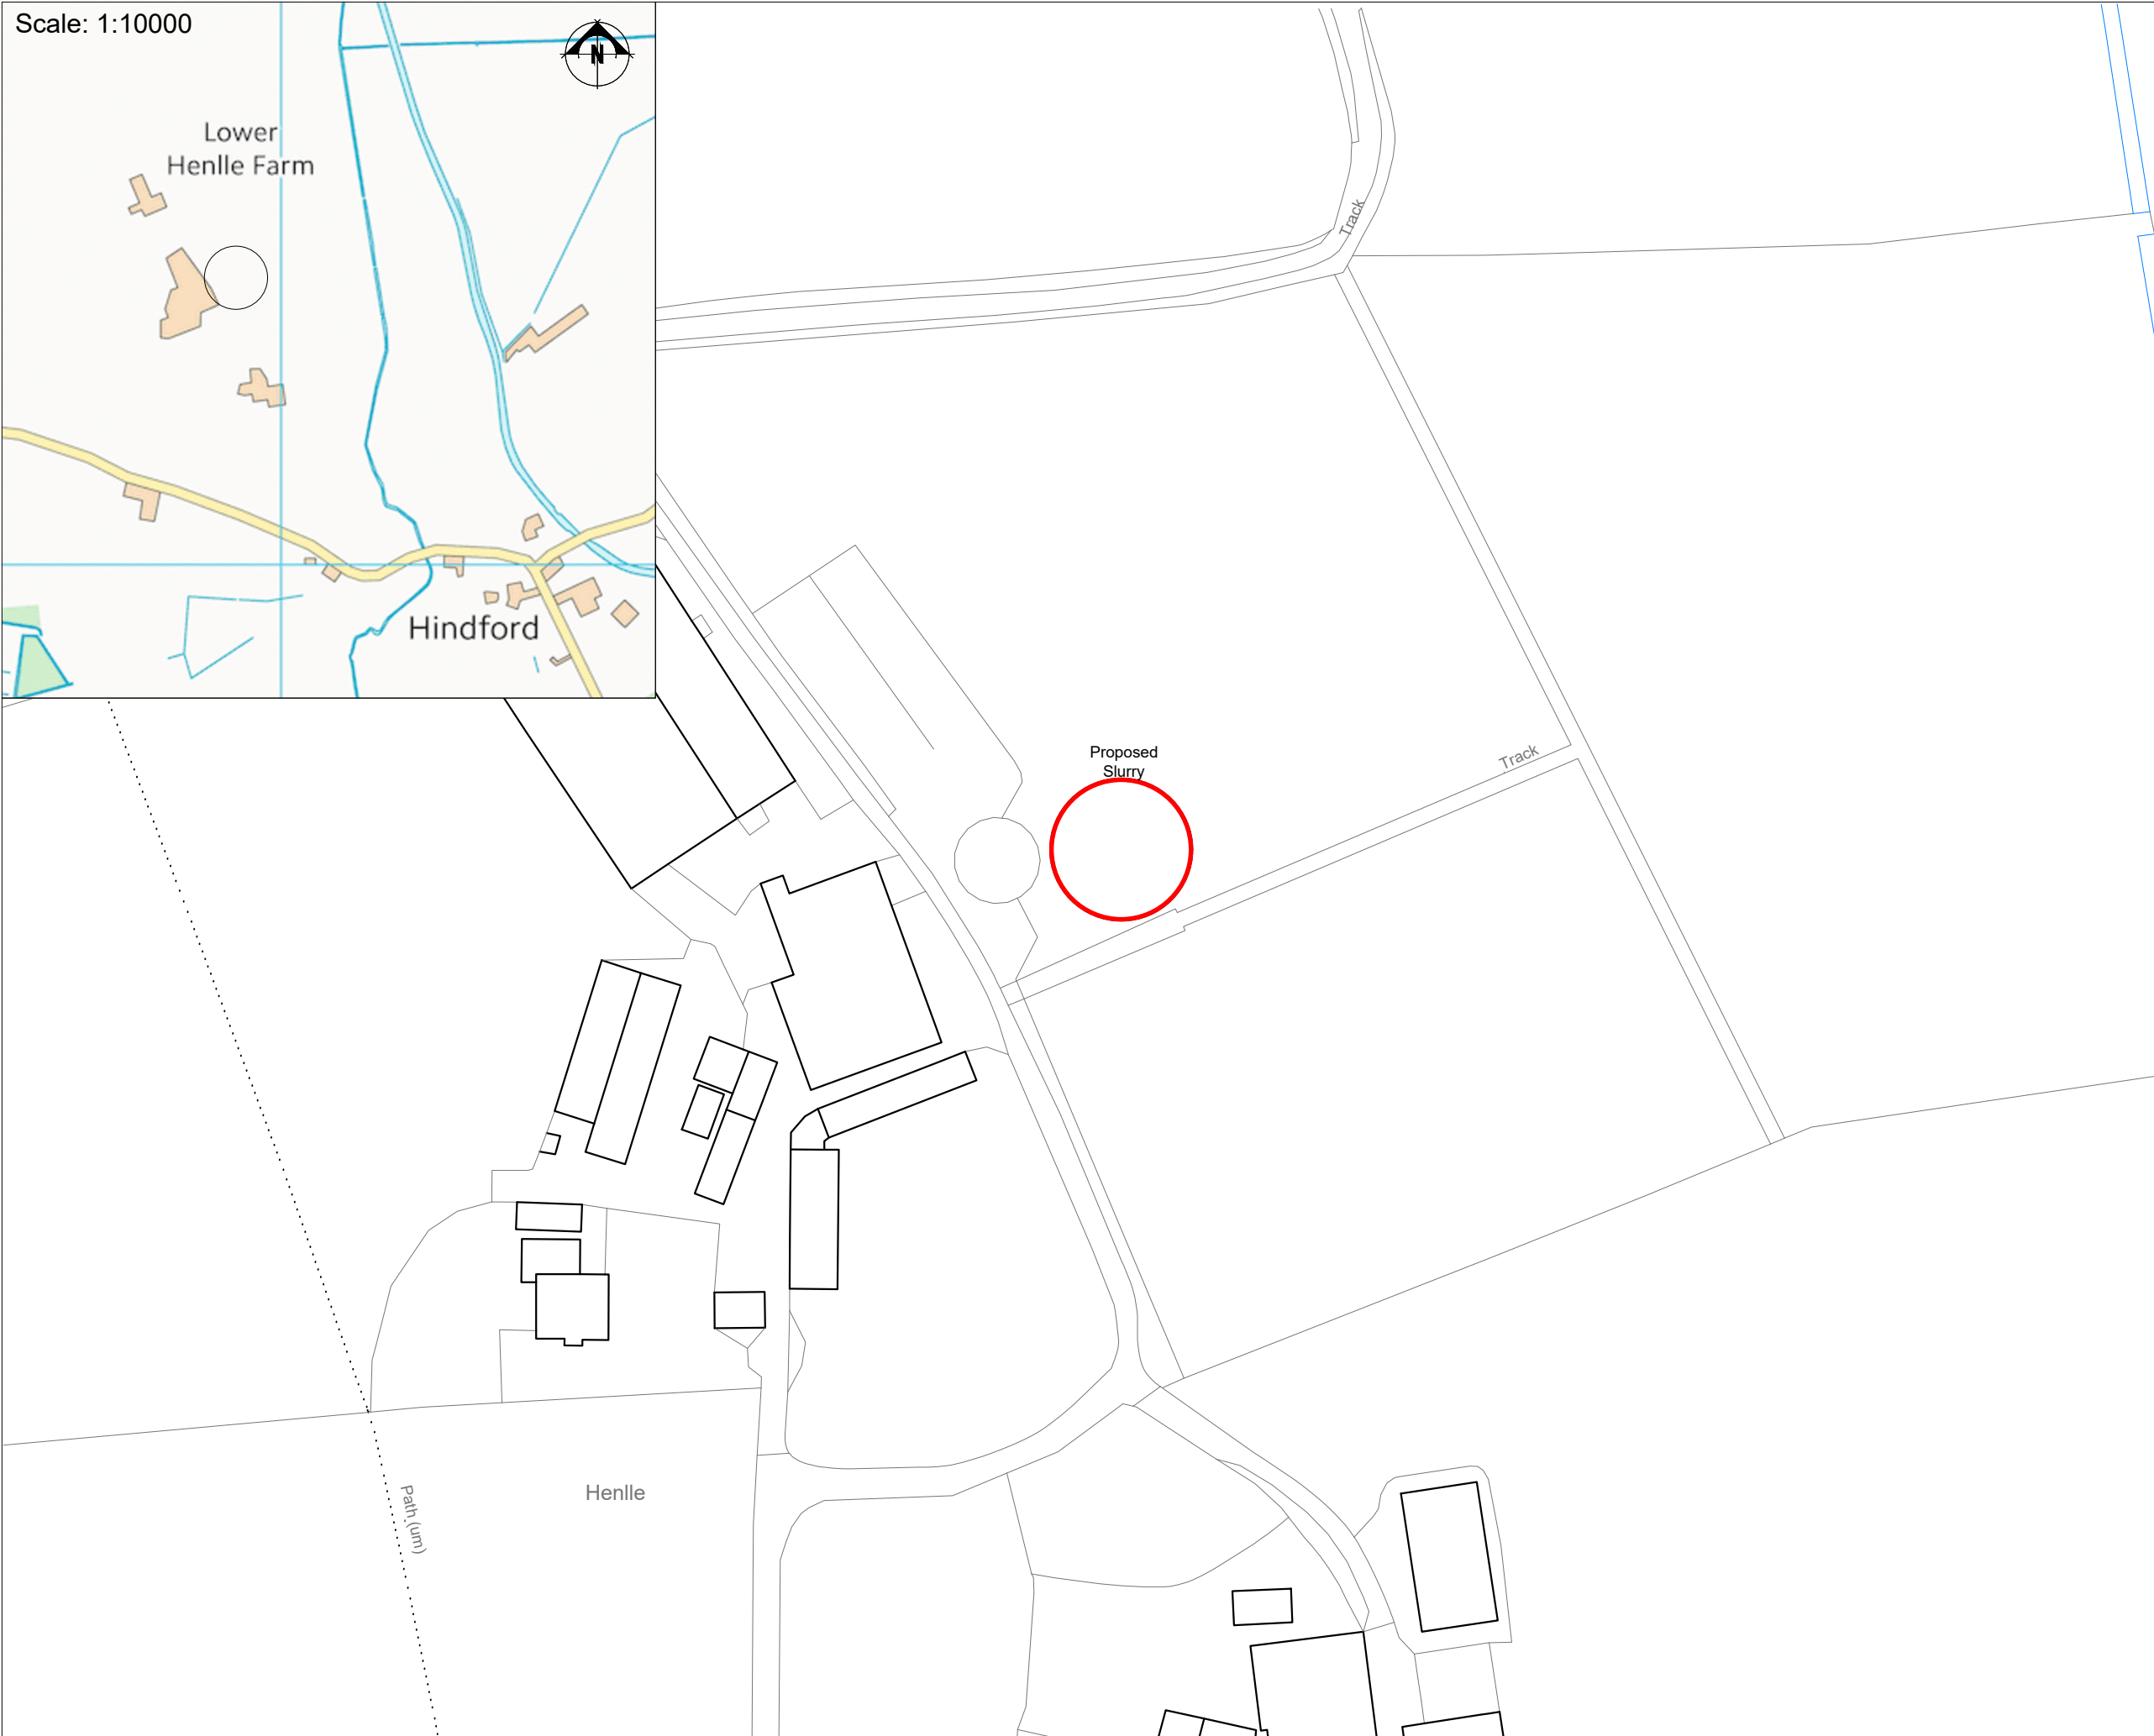 Scale: 1:10000
N
Lower
Henlle Farm
Hindford
Track
Proposed
Slurry
Track
Henlle
Path (um)